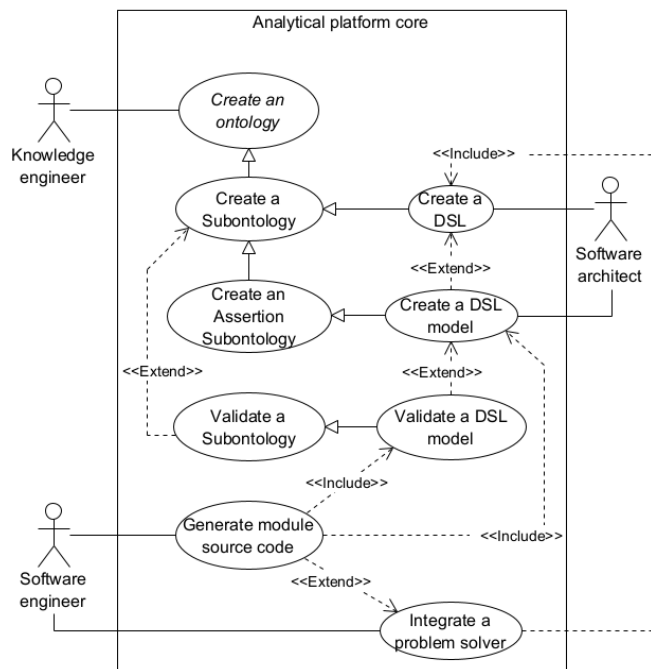 Analytical platform core
Create an
ontology
Knowledge
engineer
<<Include>>
Create a
Subontology
Create a
DSL
Software
architect
<<Extend>>
Create an
Assertion
Subontology
Create a DSL
model
<<Extend>>
<<Extend>>
Validate a
Subontology
Validate a DSL
model
<<Include>>
Generate module
source code
<<Include>>
Software
engineer
<<Extend>>
Integrate a
problem solver